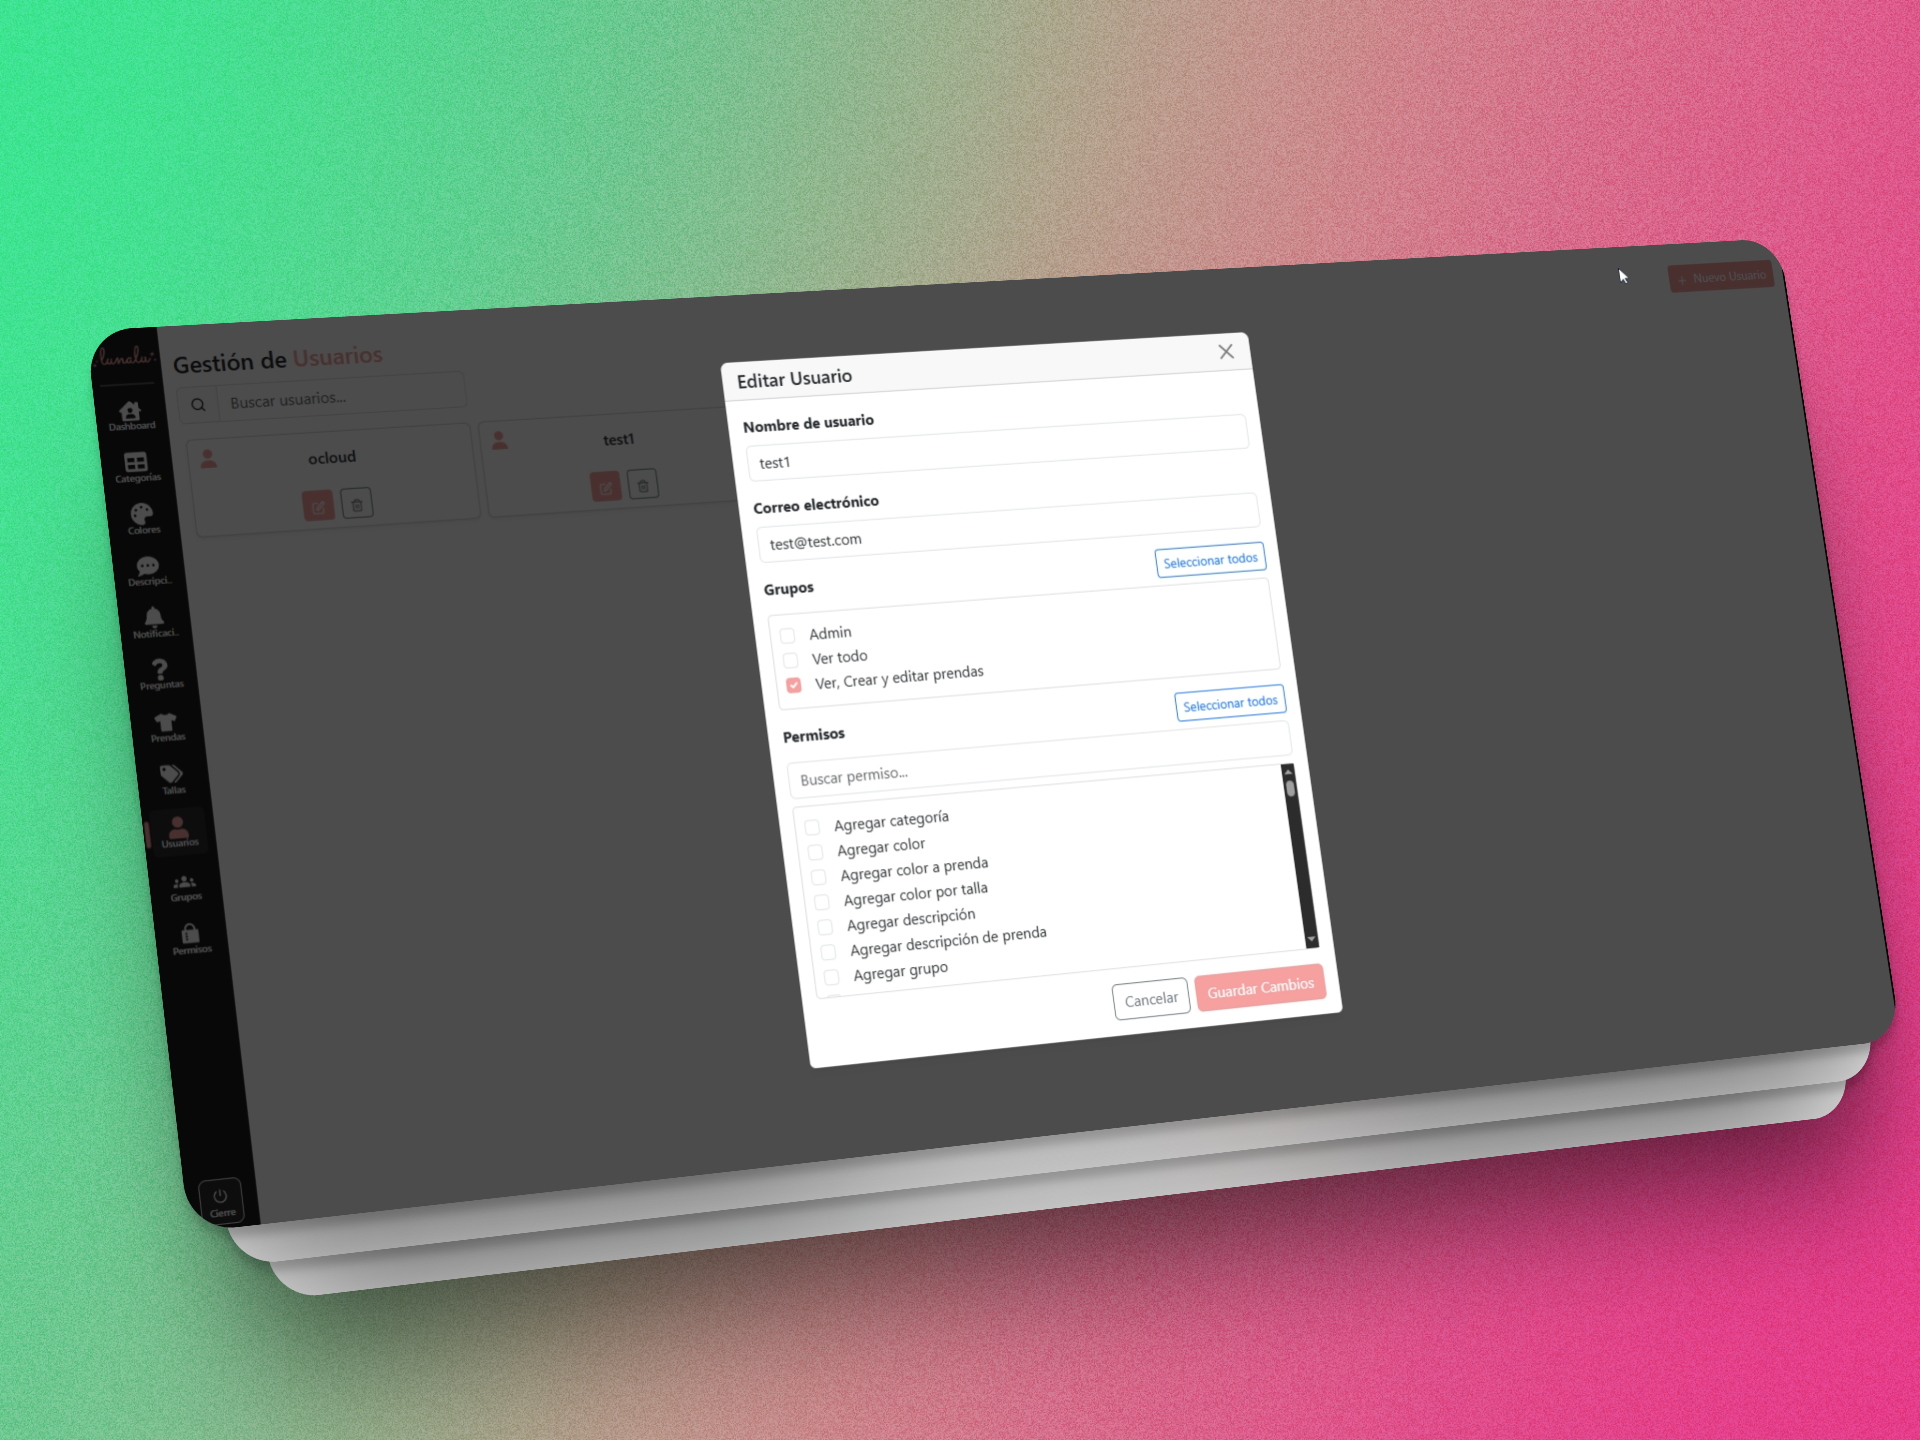 lunalu
Dashboard
Categorias
Colores
Descripci..
Notificaci..
Preguntas
Prendas
Tallas
Usuarios
Grupos
Permisos
Cierre
Gestión de Usuarios
Buscar usuarios...
ocloud
test1
+ Nuevo Usuario
Editar Usuario
Nombre de usuario
test1
Correo electrónico
test@test.com
Grupos
Seleccionar todos
Admin
Ver todo
Ver, Crear y editar prendas
Permisos
Seleccionar todos
Buscar permiso...
Agregar categoría
Agregar color
Agregar color a prenda
Agregar color por talla
Agregar descripción
Agregar descripción de prenda
Agregar grupo
Cancelar
Guardar Cambios